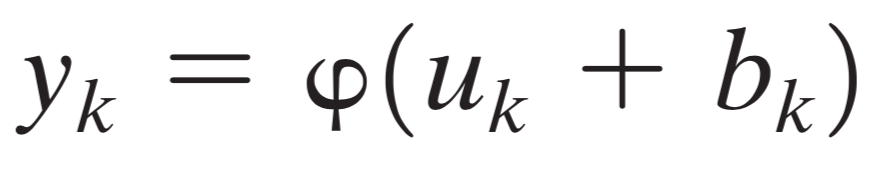 yₖ = φ(uₖ + bₖ)